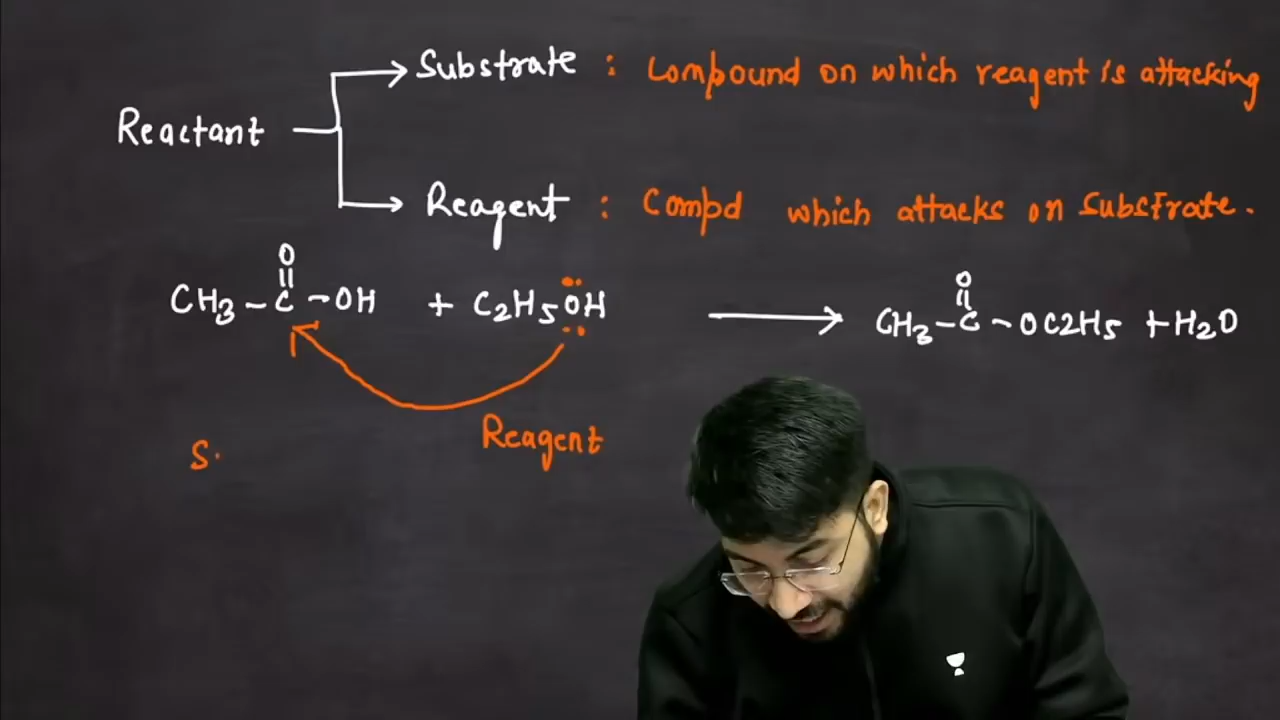 Substrate : Compound on which reagent is attacking
Reactant
Reagent : Compd which attacks on Substrate.
O
||
CH3 - C - OH + C2H5OH → CH3 - C - OC2H5 + H2O
O
||
Reagent
S.